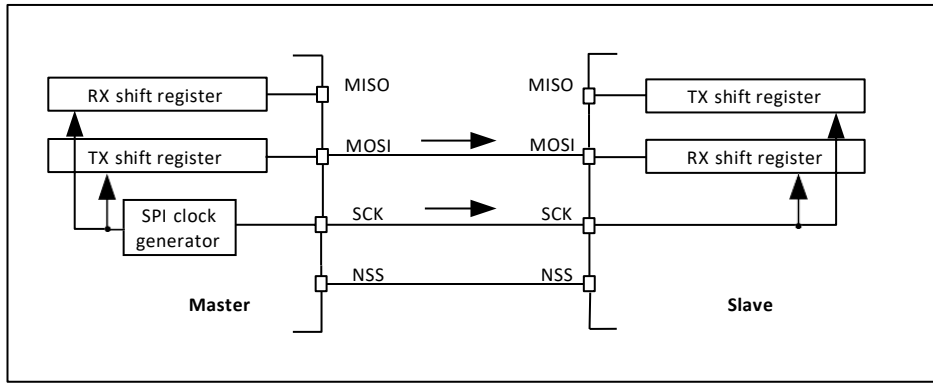 RX shift register
MISO
MISO
TX shift register
TX shift register
MOSI
MOSI
RX shift register
SPI clock
generator
SCK
SCK
NSS
NSS
Master
Slave